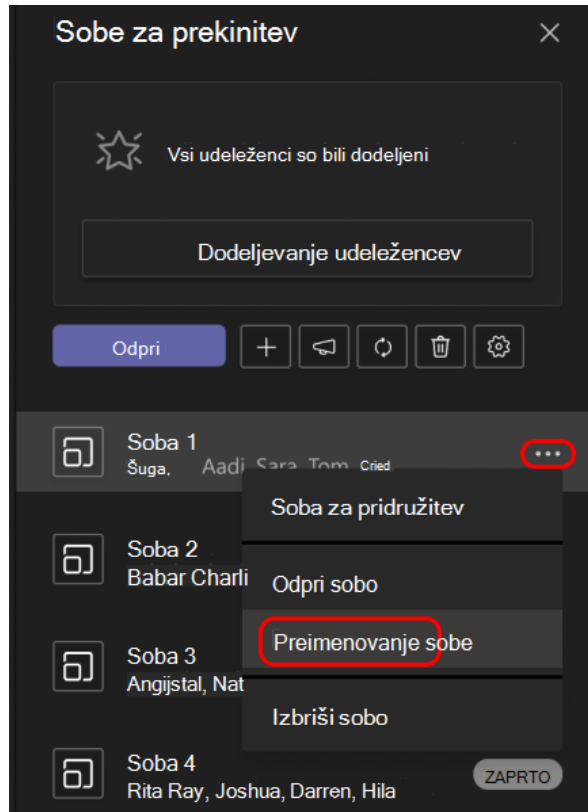 Sobe za prekinitev
Vsi udeleženci so bili dodeljeni
Dodeljevanje udeležencev
Odpri
Soba 1
Šuga, Aadi Sara Tom Cried
Soba za pridružitev
Soba 2
Babar Charli
Odpri sobo
Preimenovanje sobe
Soba 3
Angijstal, Nat
Izbriši sobo
Soba 4
ZAPRTO
Rita Ray, Joshua, Darren, Hila